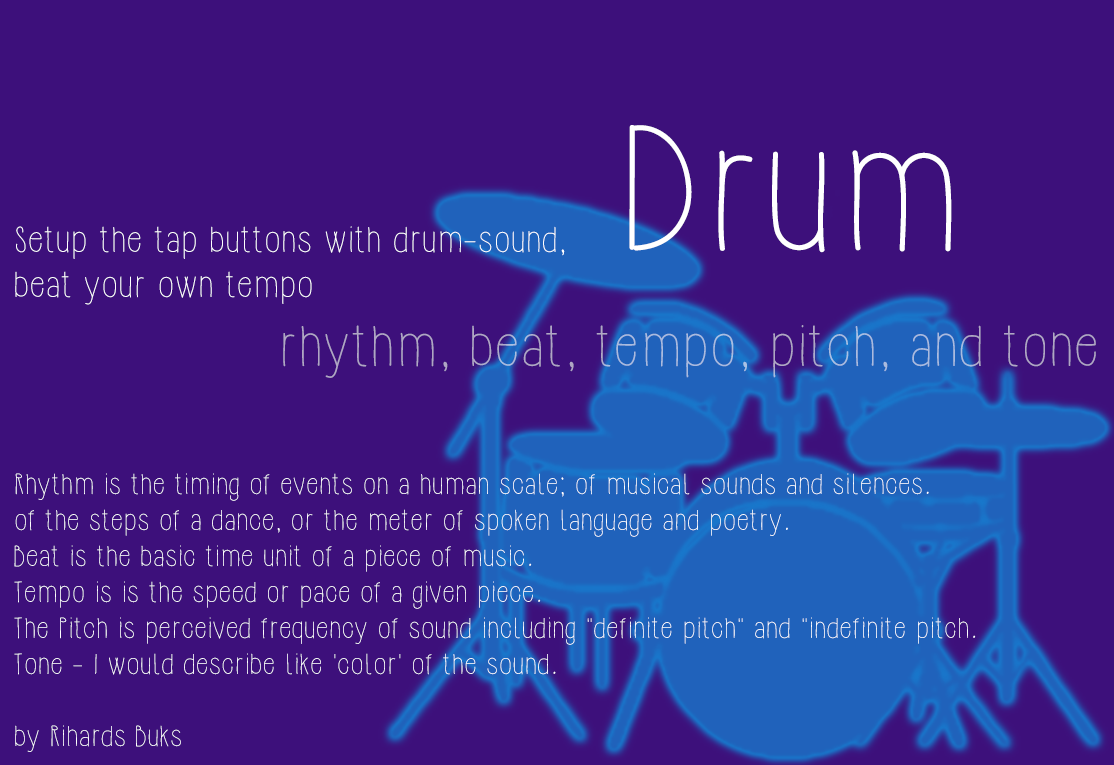 Drum
Setup the tap buttons with drum-sound,
beat your own tempo
rhythm, beat, tempo, pitch, and tone
Rhythm is the timing of events on a human scale; of musical sounds and silences.
of the steps of a dance, or the meter of spoken language and poetry.
Beat is the basic time unit of a piece of music.
Tempo is is the speed or pace of a given piece.
The Pitch is perceived frequency of sound including "definite pitch" and "indefinite pitch.
Tone - I would describe like 'color' of the sound.
by Rihards Buks